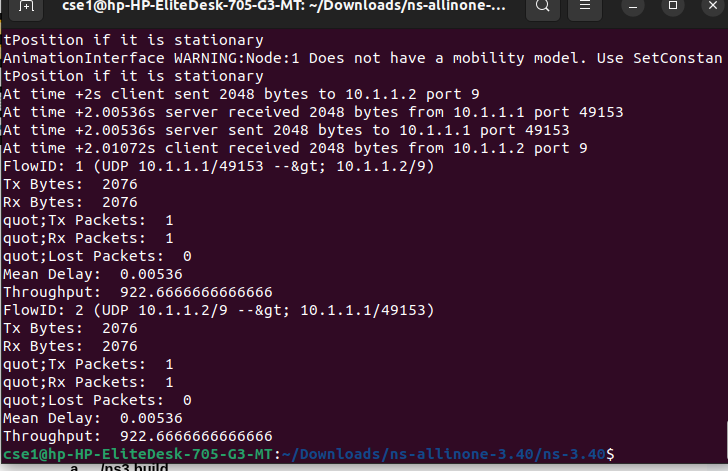 cse1@hp-HP-EliteDesk-705-G3-MT: ~/Downloads/ns-allinone-...
tPosition if it is stationary
AnimationInterface WARNING:Node:1 Does not have a mobility model. Use SetConstan
tPosition if it is stationary
At time +2s client sent 2048 bytes to 10.1.1.2 port 9
At time +2.00536s server received 2048 bytes from 10.1.1.1 port 49153
At time +2.00536s server sent 2048 bytes to 10.1.1.1 port 49153
At time +2.01072s client received 2048 bytes from 10.1.1.2 port 9
FlowID: 1 (UDP 10.1.1.1/49153 --&gt; 10.1.1.2/9)
Tx Bytes:  2076
Rx Bytes:  2076
quot;Tx Packets:  1
quot;Rx Packets:  1
quot;Lost Packets:  0
Mean Delay:  0.00536
Throughput:  922.6666666666666
FlowID: 2 (UDP 10.1.1.2/9 --&gt; 10.1.1.1/49153)
Tx Bytes:  2076
Rx Bytes:  2076
quot;Tx Packets:  1
quot;Rx Packets:  1
quot;Lost Packets:  0
Mean Delay:  0.00536
Throughput:  922.6666666666666
cse1@hp-HP-EliteDesk-705-G3-MT:~/Downloads/ns-allinone-3.40/ns-3.40$
a. ./ns3 build